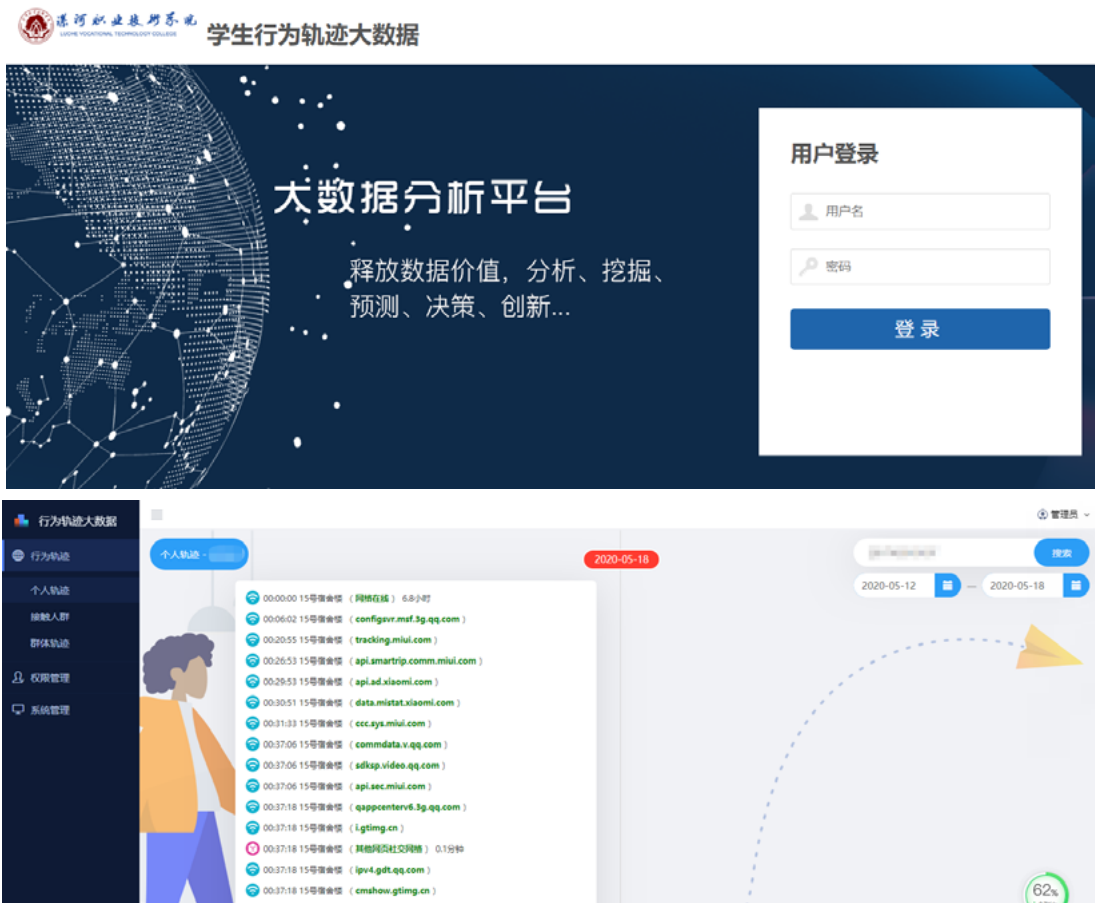 漯河职业技术学院
LUOHE VOCATIONAL TECHNOLOGY COLLEGE
学生行为轨迹大数据
大数据分析平台
释放数据价值，分析、挖掘、
预测、决策、创新...
用户登录
用户名
密码
登 录
行为轨迹大数据
管理员
行为轨迹
个人轨迹
接触人群
群体轨迹
权限管理
系统管理
个人轨迹 -
2020-05-18
搜索
2020-05-12 — 2020-05-18
00:00:00 15号宿舍楼 （ 网络在线 ） 6.8小时
00:06:02 15号宿舍楼 （ configsvr.msf.3g.qq.com ）
00:20:55 15号宿舍楼 （ tracking.miui.com ）
00:26:53 15号宿舍楼 （ api.smartrip.comm.miui.com ）
00:29:53 15号宿舍楼 （ api.ad.xiaomi.com ）
00:30:51 15号宿舍楼 （ data.mistat.xiaomi.com ）
00:31:33 15号宿舍楼 （ ccc.sys.miui.com ）
00:37:06 15号宿舍楼 （ commdata.v.qq.com ）
00:37:06 15号宿舍楼 （ sdksp.video.qq.com ）
00:37:06 15号宿舍楼 （ api.sec.miui.com ）
00:37:18 15号宿舍楼 （ qappcenterv6.3g.qq.com ）
00:37:18 15号宿舍楼 （ i.gtimg.cn ）
00:37:18 15号宿舍楼 （ 其他网页社交网络 ） 0.1分钟
00:37:18 15号宿舍楼 （ ipv4.gdt.qq.com ）
00:37:18 15号宿舍楼 （ cmshow.gtimg.cn ）
62%